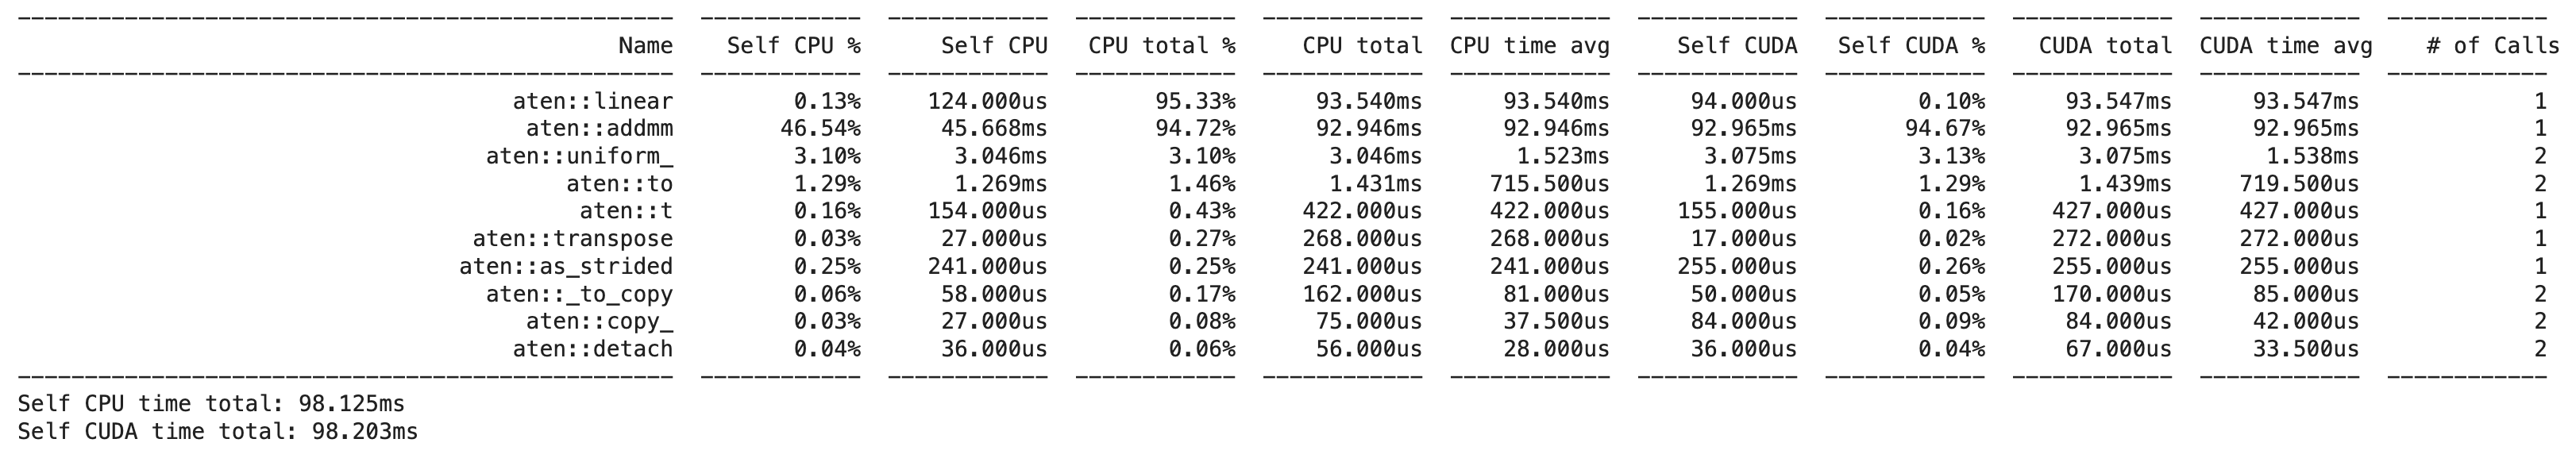 -------------------------------------------------  ------------  ------------  ------------  ------------  ------------  ------------  ------------  ------------  ------------  ------------
                                             Name    Self CPU %      Self CPU   CPU total %     CPU total  CPU time avg     Self CUDA   Self CUDA %    CUDA total  CUDA time avg    # of Calls
-------------------------------------------------  ------------  ------------  ------------  ------------  ------------  ------------  ------------  ------------  ------------  ------------
                                     aten::linear         0.13%     124.000us        95.33%      93.540ms      93.540ms      94.000us         0.10%      93.547ms      93.547ms             1
                                      aten::addmm        46.54%      45.668ms        94.72%      92.946ms      92.946ms      92.965ms        94.67%      92.965ms      92.965ms             1
                                   aten::uniform_         3.10%       3.046ms         3.10%       3.046ms       1.523ms       3.075ms         3.13%       3.075ms       1.538ms             2
                                         aten::to         1.29%       1.269ms         1.46%       1.431ms     715.500us       1.269ms         1.29%       1.439ms     719.500us             2
                                          aten::t         0.16%     154.000us         0.43%     422.000us     422.000us     155.000us         0.16%     427.000us     427.000us             1
                                  aten::transpose         0.03%      27.000us         0.27%     268.000us     268.000us      17.000us         0.02%     272.000us     272.000us             1
                                 aten::as_strided         0.25%     241.000us         0.25%     241.000us     241.000us     255.000us         0.26%     255.000us     255.000us             1
                                   aten::_to_copy         0.06%      58.000us         0.17%     162.000us      81.000us      50.000us         0.05%     170.000us      85.000us             2
                                      aten::copy_         0.03%      27.000us         0.08%      75.000us      37.500us      84.000us         0.09%      84.000us      42.000us             2
                                     aten::detach         0.04%      36.000us         0.06%      56.000us      28.000us      36.000us         0.04%      67.000us      33.500us             2
-------------------------------------------------  ------------  ------------  ------------  ------------  ------------  ------------  ------------  ------------  ------------  ------------
Self CPU time total: 98.125ms
Self CUDA time total: 98.203ms